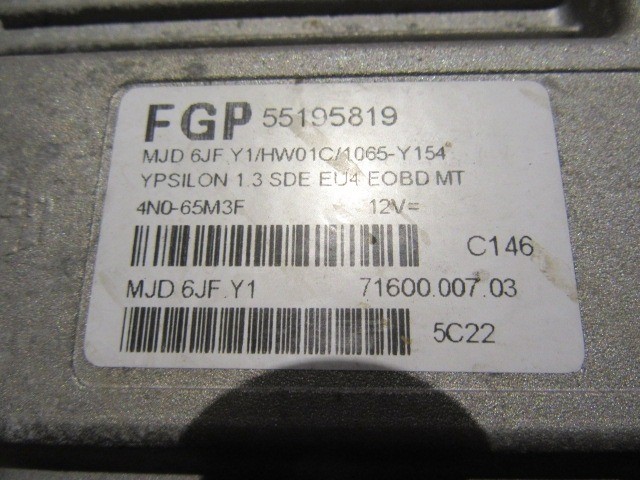 FGP 55195819
MJD 6JF.Y1/HW01C/1065-Y154
YPSILON 1.3 SDE EU4 EOBD MT
4N0-65M3F 12V=
C146
MJD 6JF.Y1 71600.007.03
5C22